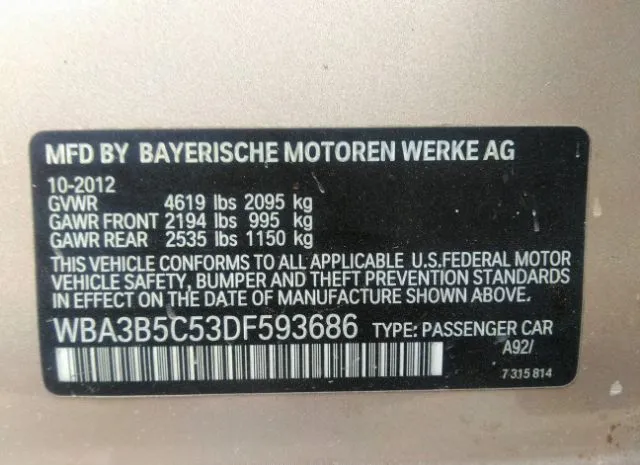 MFD BY BAYERISCHE MOTOREN WERKE AG
10-2012
GVWR 4619 lbs 2095 kg
GAWR FRONT 2194 lbs 995 kg
GAWR REAR 2535 lbs 1150 kg
THIS VEHICLE CONFORMS TO ALL APPLICABLE U.S.FEDERAL MOTOR
VEHICLE SAFETY, BUMPER AND THEFT PREVENTION STANDARDS
IN EFFECT ON THE DATE OF MANUFACTURE SHOWN ABOVE.
WBA3B5C53DF593686 TYPE: PASSENGER CAR
A92/
7 315 814